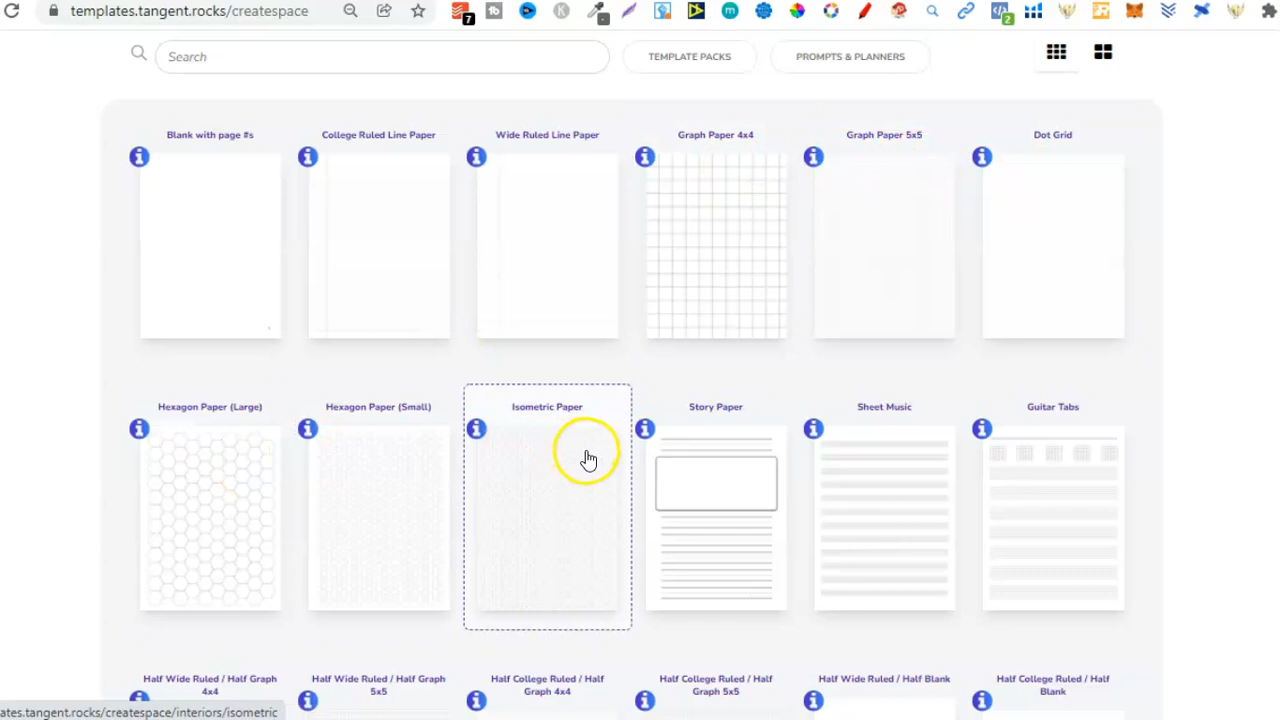 templates.tangent.rocks/createspace
7
2
Search
TEMPLATE PACKS
PROMPTS & PLANNERS
Blank with page #s
College Ruled Line Paper
Wide Ruled Line Paper
Graph Paper 4x4
Graph Paper 5x5
Dot Grid
Hexagon Paper (Large)
Hexagon Paper (Small)
Isometric Paper
Story Paper
Sheet Music
Guitar Tabs
Half Wide Ruled / Half Graph
4x4
Half Wide Ruled / Half Graph
5x5
Half College Ruled / Half
Graph 4x4
Half College Ruled / Half
Graph 5x5
Half Wide Ruled / Half Blank
Half College Ruled / Half
Blank
ates.tangent.rocks/createspace/interiors/isometric